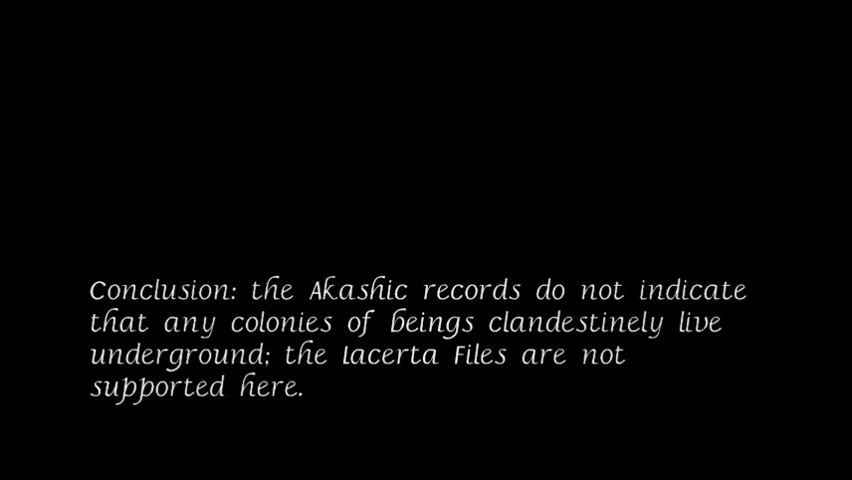 Conclusion: the Akashic records do not indicate
that any colonies of beings clandestinely live
underground; the Lacerta Files are not
supported here.